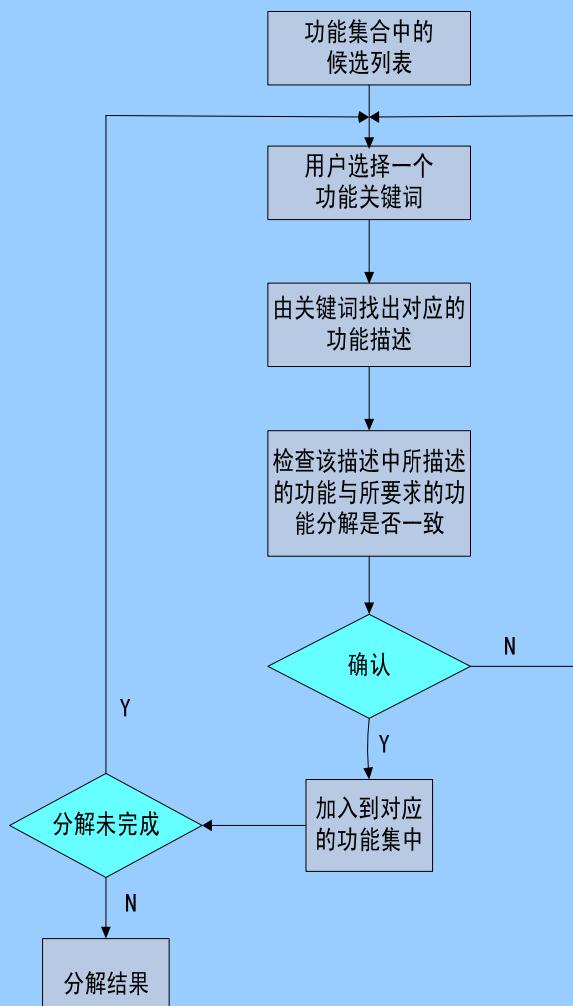 功能集合中的
候选列表
用户选择一个
功能关键词
由关键词找出对应的
功能描述
检查该描述中所描述
的功能与所要求的功
能分解是否一致
确认
N
Y
Y
加入到对应
的功能集中
分解未完成
N
分解结果